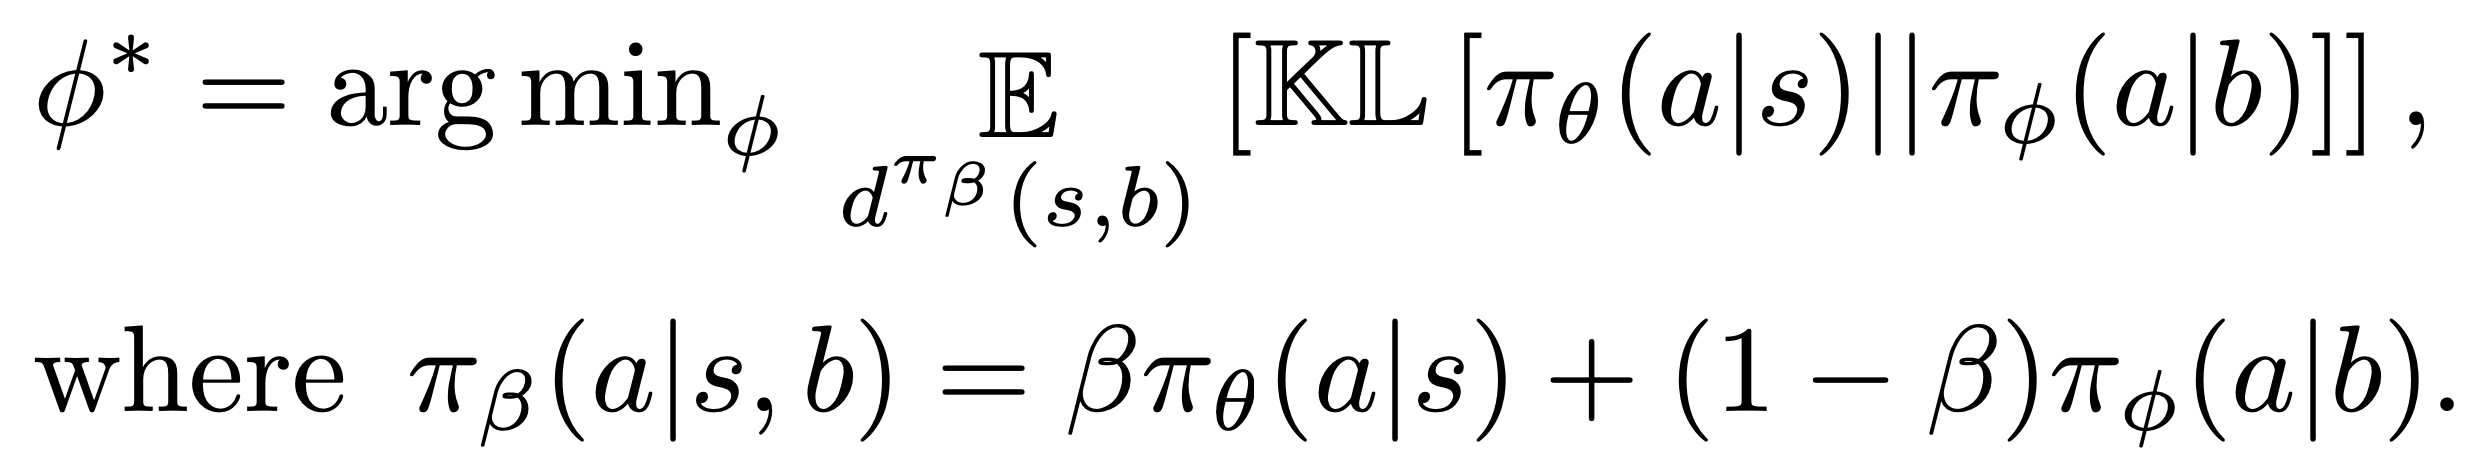 ϕ* = arg min_ϕ 𝔼_{d^{π_β}(s,b)} [𝕂𝕃 [π_θ(a|s)||π_ϕ(a|b)]] ,
where π_β(a|s, b) = βπ_θ(a|s) + (1 − β)π_ϕ(a|b).